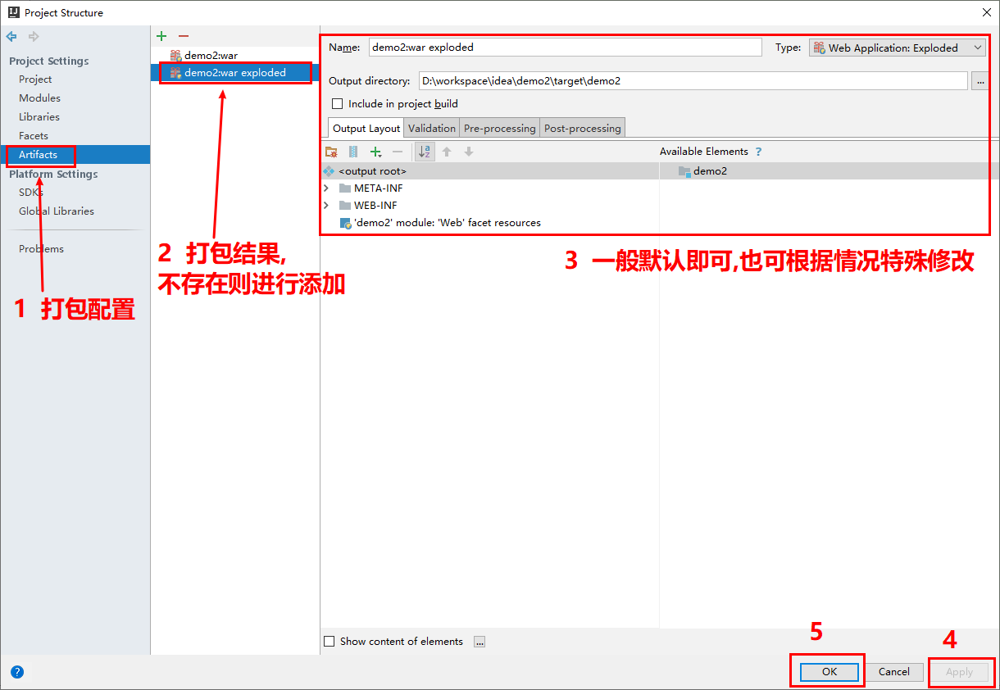 Project Structure
Project Settings
Project
Modules
Libraries
Facets
Artifacts
Platform Settings
SDKs
Global Libraries
Problems
1 打包配置
demo2:war
demo2:war exploded
2 打包结果,
不存在则进行添加
Name: demo2:war exploded Type: Web Application: Exploded
Output directory: D:\workspace\idea\demo2\target\demo2 ...
Include in project build
Output Layout Validation Pre-processing Post-processing
Available Elements ?
<output root> demo2
META-INF
WEB-INF
'demo2' module: 'Web' facet resources
3 一般默认即可,也可根据情况特殊修改
Show content of elements ...
5 4
? OK Cancel Apply